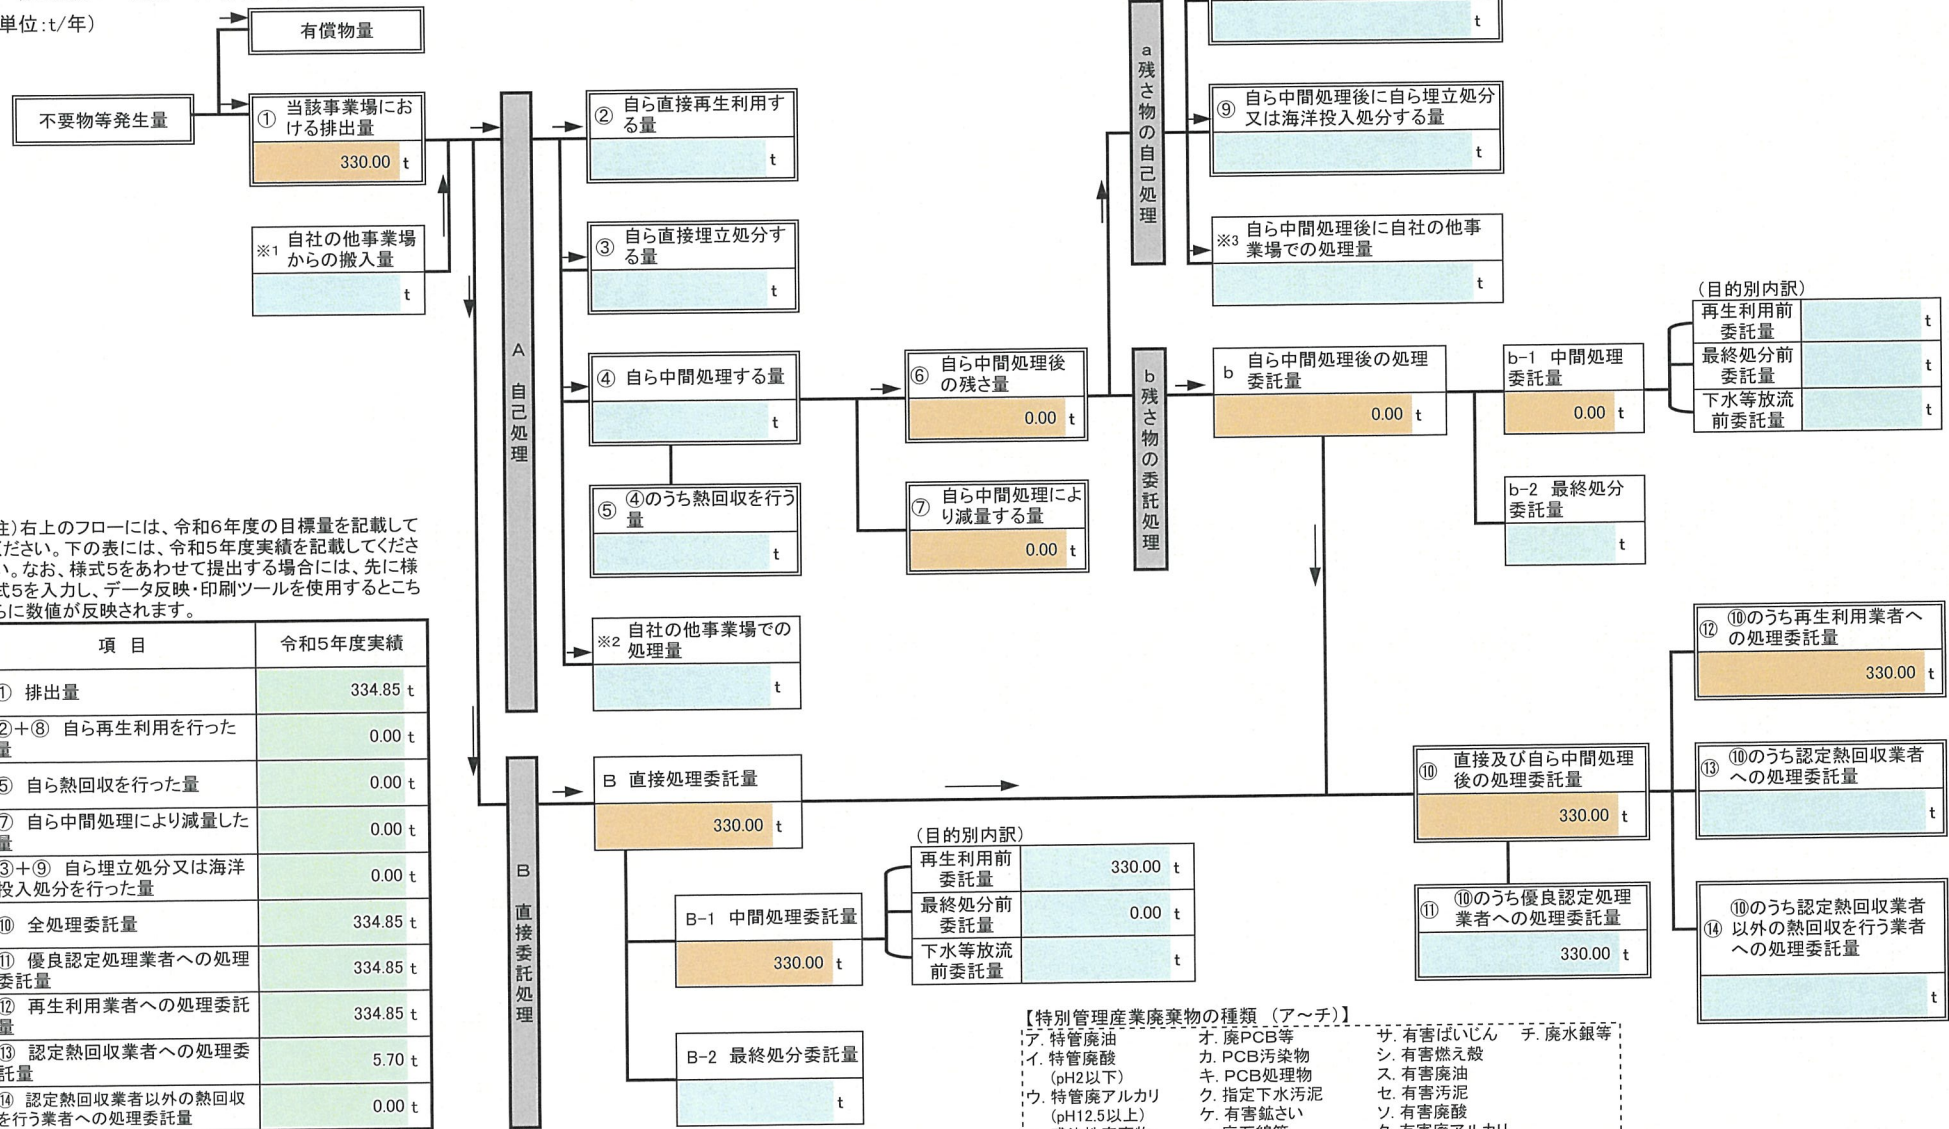 単位:t/年)
有償物量
不要物等発生量
① 当該事業場にお
ける排出量
330.00 t
※1 自社の他事業場
からの搬入量
t
A 自己処理
② 自ら直接再生利用す
る量
t
③ 自ら直接埋立処分す
る量
t
④ 自ら中間処理する量
t
⑤ ④のうち熱回収を行う
量
t
※2 自社の他事業場での
処理量
t
⑥ 自ら中間処理後
の残さ量
0.00 t
⑦ 自ら中間処理によ
り減量する量
0.00 t
a 残さ物の自己処理
t
⑨ 自ら中間処理後に自ら埋立処分
又は海洋投入処分する量
t
※3 自ら中間処理後に自社の他事
業場での処理量
t
b 残さ物の委託処理
b 自ら中間処理後の処理
委託量
0.00 t
b-1 中間処理
委託量
0.00 t
(目的別内訳)
再生利用前
委託量
t
最終処分前
委託量
t
下水等放流
前委託量
t
b-2 最終処分
委託量
t
注)右上のフローには、令和6年度の目標量を記載して
ください。下の表には、令和5年度実績を記載してくださ
い。なお、様式5をあわせて提出する場合には、先に様
式5を入力し、データ反映・印刷ツールを使用するとこち
らに数値が反映されます。
項 目 令和5年度実績
① 排出量 334.85 t
②+⑧ 自ら再生利用を行った
量 0.00 t
⑤ 自ら熱回収を行った量 0.00 t
⑦ 自ら中間処理により減量した
量 0.00 t
③+⑨ 自ら埋立処分又は海洋
投入処分を行った量 0.00 t
⑩ 全処理委託量 334.85 t
⑪ 優良認定処理業者への処理
委託量 334.85 t
⑫ 再生利用業者への処理委託
量 334.85 t
⑬ 認定熱回収業者への処理委
託量 5.70 t
⑭ 認定熱回収業者以外の熱回収
を行う業者への処理委託量 0.00 t
B 直接委託処理
B 直接処理委託量
330.00 t
B-1 中間処理委託量
330.00 t
(目的別内訳)
再生利用前
委託量
330.00 t
最終処分前
委託量
0.00 t
下水等放流
前委託量
t
B-2 最終処分委託量
t
⑩ 直接及び自ら中間処理
後の処理委託量
330.00 t
⑪ ⑩のうち優良認定処理
業者への処理委託量
330.00 t
⑫ ⑩のうち再生利用業者へ
の処理委託量
330.00 t
⑬ ⑩のうち認定熱回収業者
への処理委託量
t
⑭ ⑩のうち認定熱回収業者
以外の熱回収を行う業者
への処理委託量
t
【特別管理産業廃棄物の種類 (ア~チ)】
ア. 特管廃油 オ. 廃PCB等 サ. 有害ばいじん チ. 廃水銀等
イ. 特管廃酸 カ. PCB汚染物 シ. 有害燃え殻
(pH2以下) キ. PCB処理物 ス. 有害廃油
ウ. 特管廃アルカリ ク. 指定下水汚泥 セ. 有害汚泥
(pH12.5以上) ケ. 有害鉱さい ソ. 有害廃酸